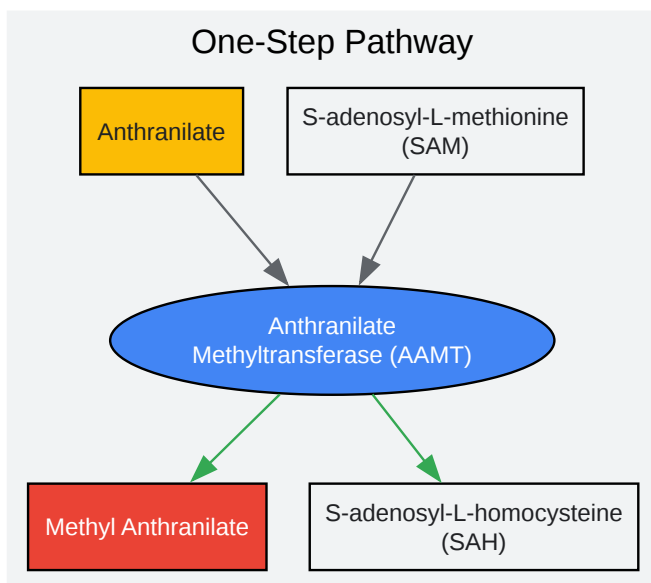 One-Step Pathway
Anthranilate
S-adenosyl-L-methionine
(SAM)
Anthranilate
Methyltransferase (AAMT)
Methyl Anthranilate
S-adenosyl-L-homocysteine
(SAH)